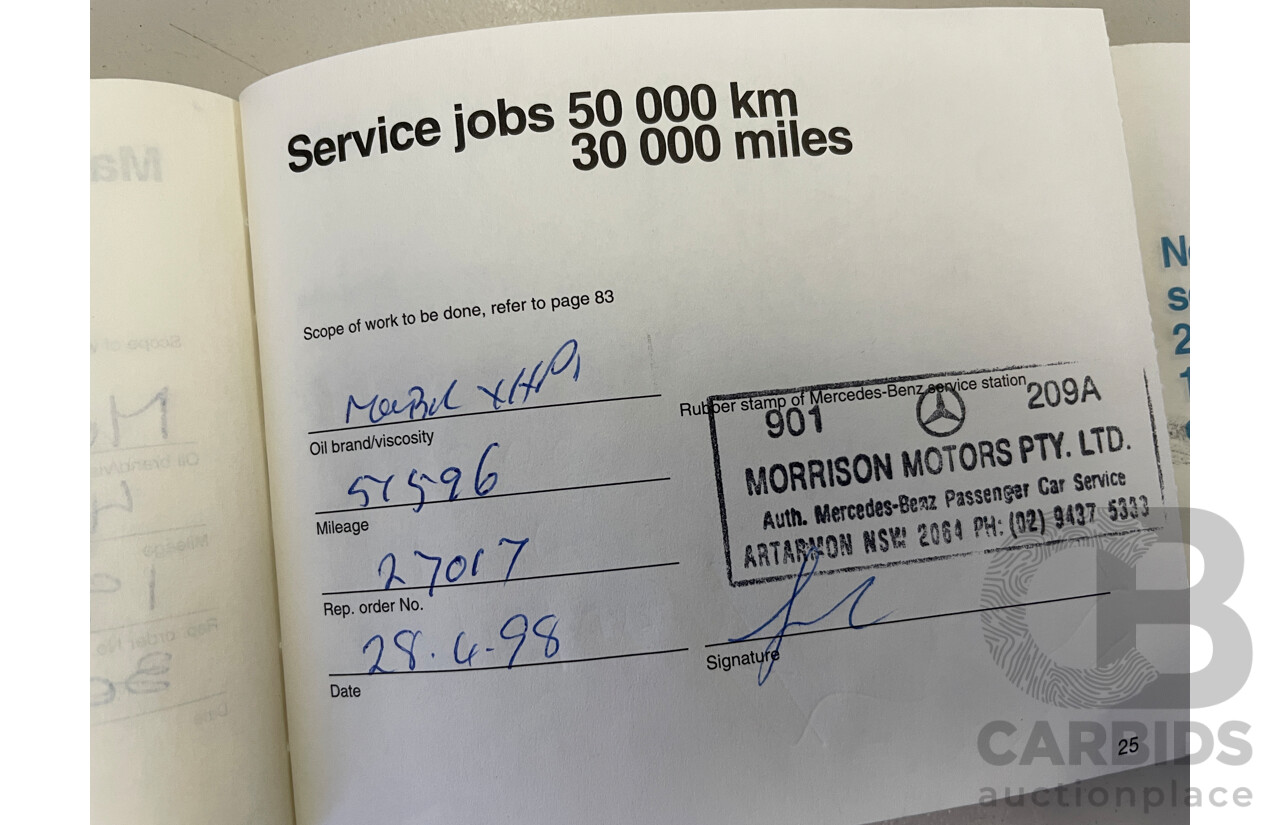 Service jobs 50 000 km
30 000 miles
Scope of work to be done, refer to page 83
Oil brand/viscosity
Mileage
27017
Rep. order No.
28.4.98
Date
Rubber stamp of Mercedes-Benz service station
901 209A
MORRISON MOTORS PTY. LTD.
Auth. Mercedes-Benz Passenger Car Service
ARTARMON NSW 2064 PH: (02) 9437 5333
Signature
25
CARBIDS
auctionplace